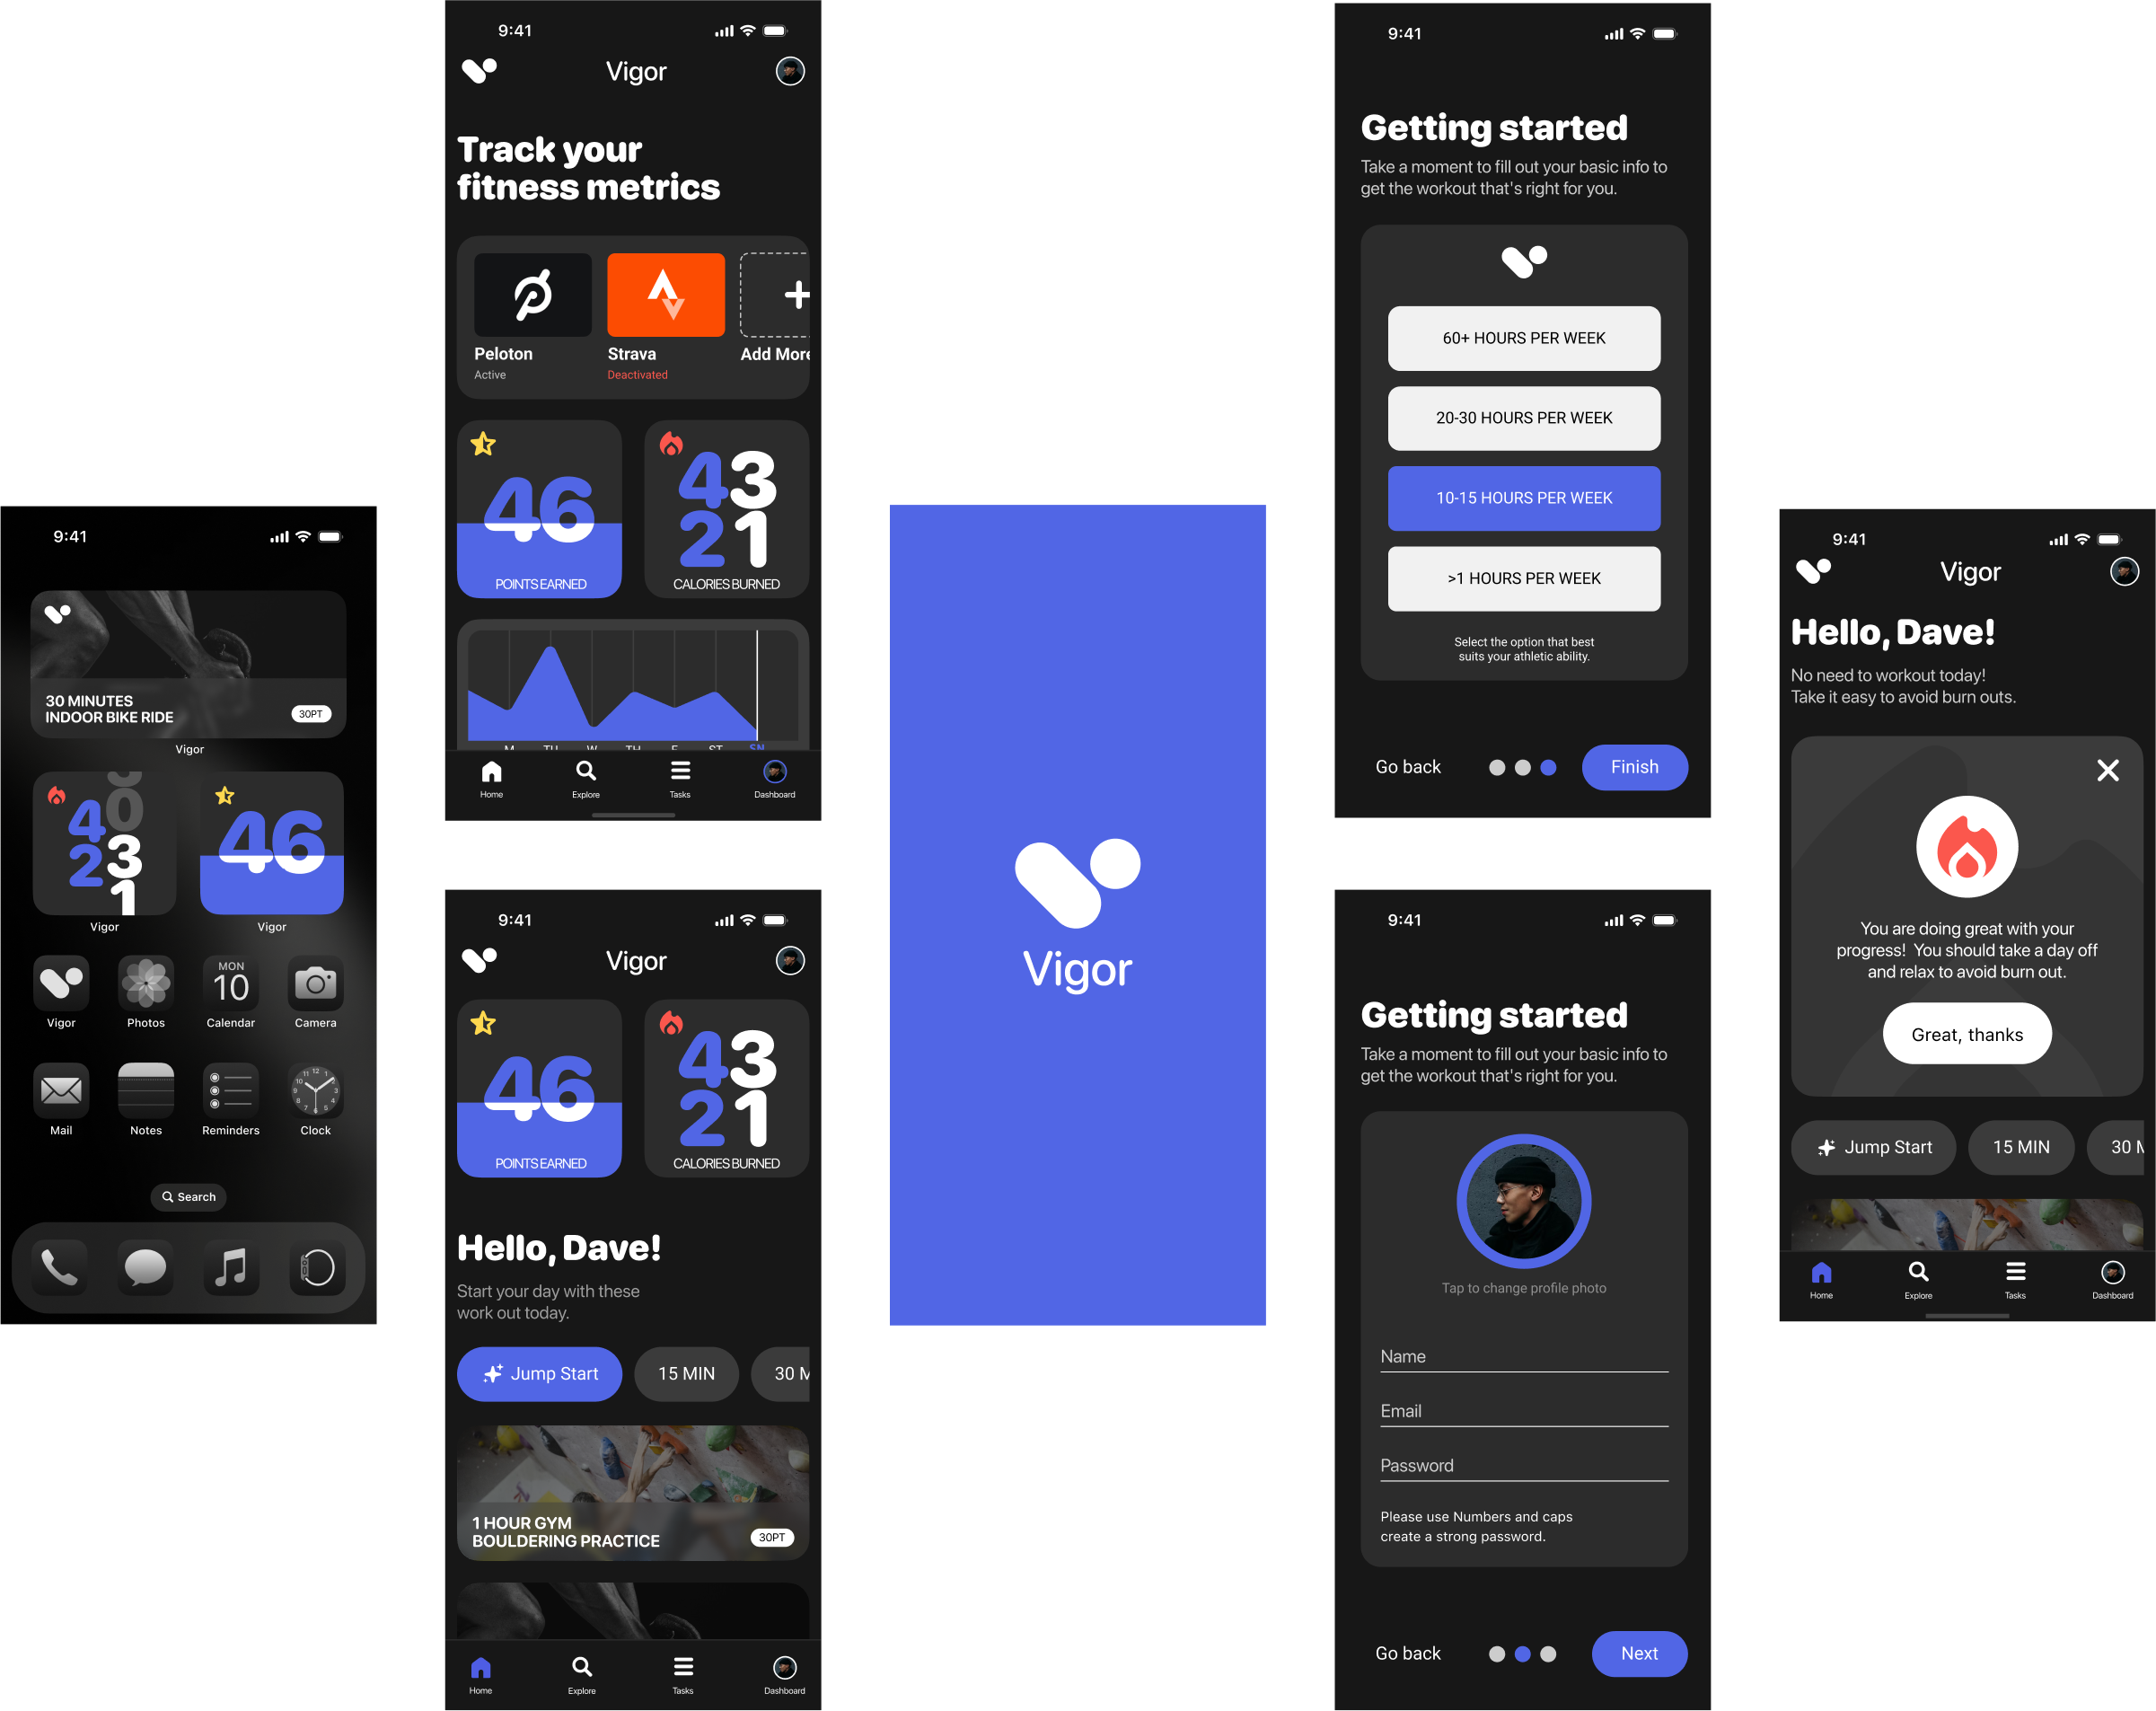 9:41
30 MINUTES
INDOOR BIKE RIDE
30PT
Vigor
0
42
31
Vigor
46
Vigor
Vigor
Photos
MON
10
Calendar
Camera
Mail
Notes
Reminders
Clock
Search
9:41
Vigor
Track your
fitness metrics
Peloton
Active
Strava
Deactivated
Add More
46
POINTS EARNED
43
21
CALORIES BURNED
M TU W TH F ST SN
Home
Explore
Tasks
Dashboard
9:41
Vigor
46
POINTS EARNED
43
21
CALORIES BURNED
Hello, Dave!
Start your day with these
work out today.
Jump Start
15 MIN
30 M
1 HOUR GYM
BOULDERING PRACTICE
30PT
Home
Explore
Tasks
Dashboard
Vigor
9:41
Getting started
Take a moment to fill out your basic info to
get the workout that's right for you.
60+ HOURS PER WEEK
20-30 HOURS PER WEEK
10-15 HOURS PER WEEK
>1 HOURS PER WEEK
Select the option that best
suits your athletic ability.
Go back
Finish
9:41
Getting started
Take a moment to fill out your basic info to
get the workout that's right for you.
Tap to change profile photo
Name
Email
Password
Please use Numbers and caps
create a strong password.
Go back
Next
9:41
Vigor
Hello, Dave!
No need to workout today!
Take it easy to avoid burn outs.
You are doing great with your
progress! You should take a day off
and relax to avoid burn out.
Great, thanks
Jump Start
15 MIN
30 M
Home
Explore
Tasks
Dashboard